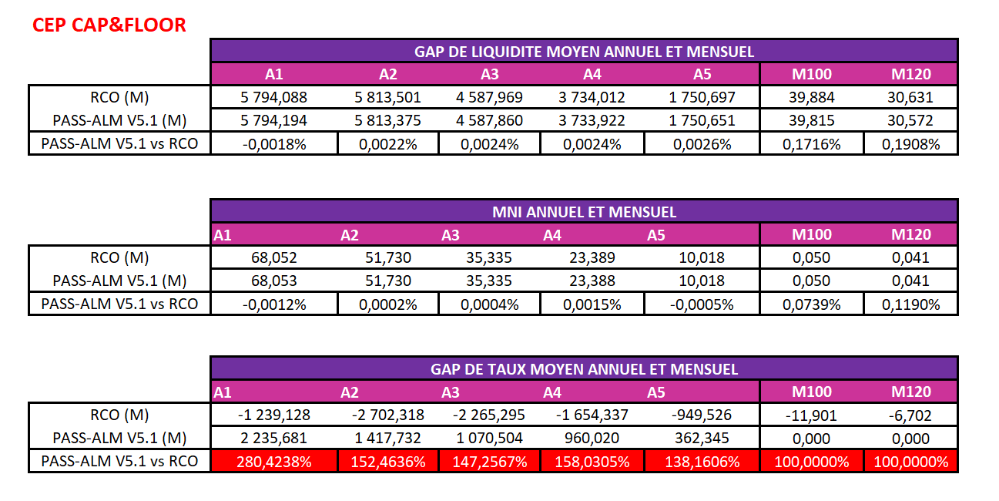 CEP CAP&FLOOR
GAP DE LIQUIDITE MOYEN ANNUEL ET MENSUEL
A1 A2 A3 A4 A5 M100 M120
RCO (M) 5 794,088 5 813,501 4 587,969 3 734,012 1 750,697 39,884 30,631
PASS-ALM V5.1 (M) 5 794,194 5 813,375 4 587,860 3 733,922 1 750,651 39,815 30,572
PASS-ALM V5.1 vs RCO -0,0018% 0,0022% 0,0024% 0,0024% 0,0026% 0,1716% 0,1908%
MNI ANNUEL ET MENSUEL
A1 A2 A3 A4 A5 M100 M120
RCO (M) 68,052 51,730 35,335 23,389 10,018 0,050 0,041
PASS-ALM V5.1 (M) 68,053 51,730 35,335 23,388 10,018 0,050 0,041
PASS-ALM V5.1 vs RCO -0,0012% 0,0002% 0,0004% 0,0015% -0,0005% 0,0739% 0,1190%
GAP DE TAUX MOYEN ANNUEL ET MENSUEL
A1 A2 A3 A4 A5 M100 M120
RCO (M) -1 239,128 -2 702,318 -2 265,295 -1 654,337 -949,526 -11,901 -6,702
PASS-ALM V5.1 (M) 2 235,681 1 417,732 1 070,504 960,020 362,345 0,000 0,000
PASS-ALM V5.1 vs RCO 280,4238% 152,4636% 147,2567% 158,0305% 138,1606% 100,0000% 100,0000%